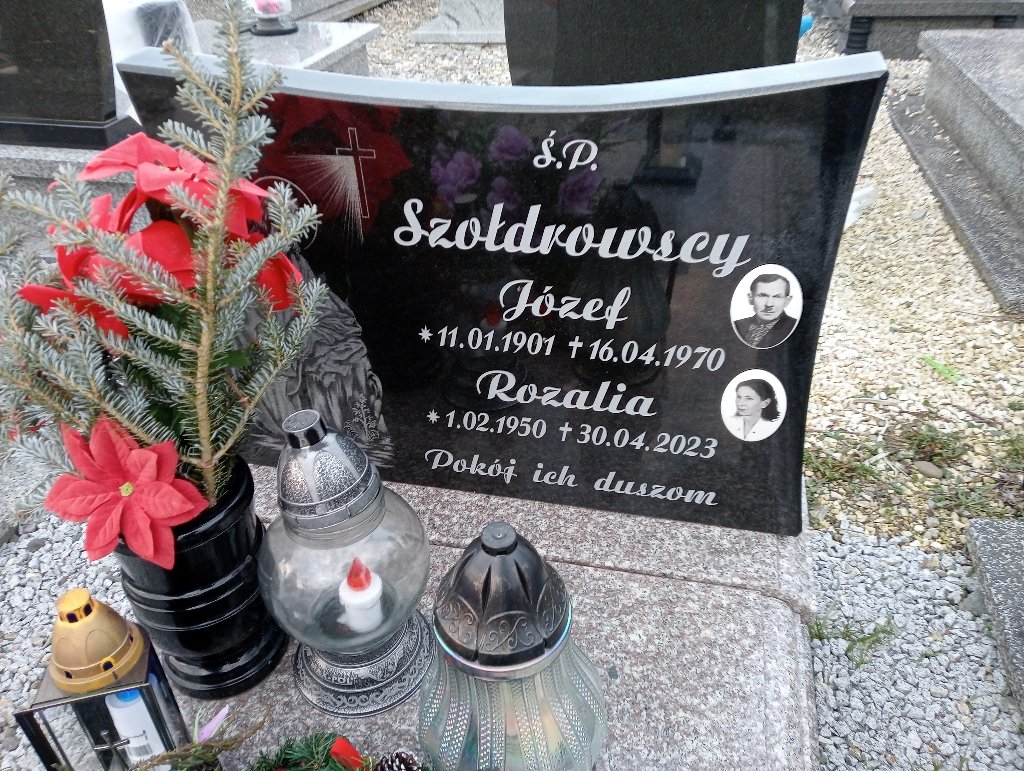 Ś.P.
Szołdrowscy
Józef
* 11.01.1901 † 16.04.1970
Rozalia
* 1.02.1950 † 30.04.2023
Pokój ich duszom